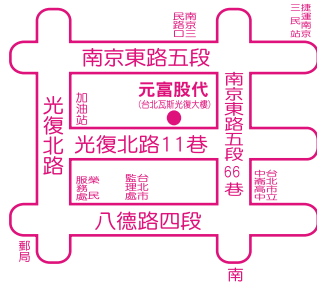 南京三
民路口
捷運南京
三民站
南京東路五段
光復北路
加油站
元富股代
(台北瓦斯光復大樓)
南京東路五段66巷
光復北路11巷
榮民
服務處
台北市
監理處
台北市立
中崙高中
八德路四段
郵局
南